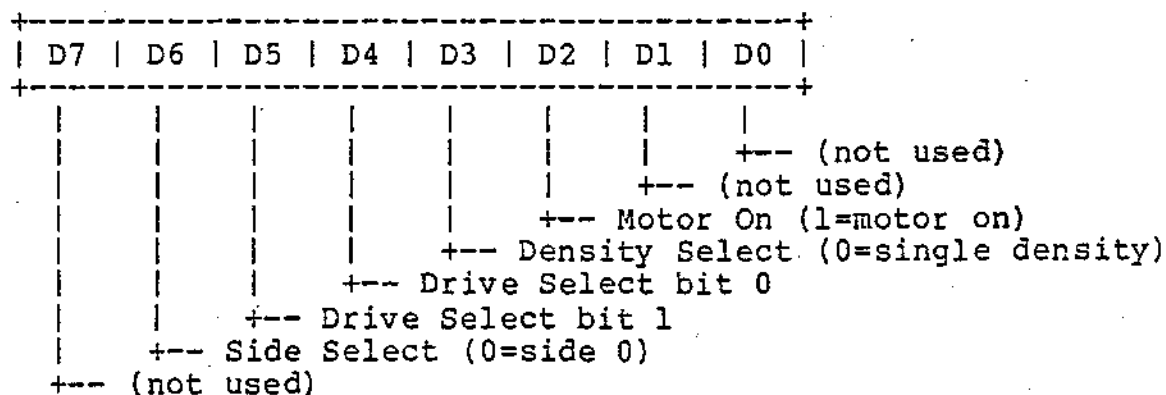 +-----------------------------------------------+
| D7 | D6 | D5 | D4 | D3 | D2 | D1 | D0 |
+-----------------------------------------------+
+-- (not used)
+-- (not used)
+-- Motor On (1=motor on)
+-- Density Select (0=single density)
+-- Drive Select bit 0
+-- Drive Select bit 1
+-- Side Select (0=side 0)
+-- (not used)